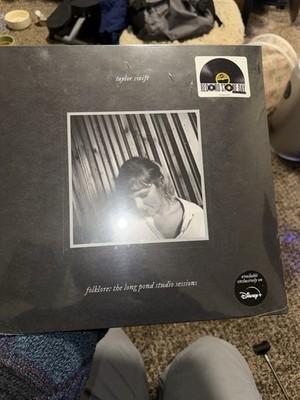 taylor swift
RECORD STORE DAY
folklore: the long pond studio sessions
available
exclusively on
Disney+